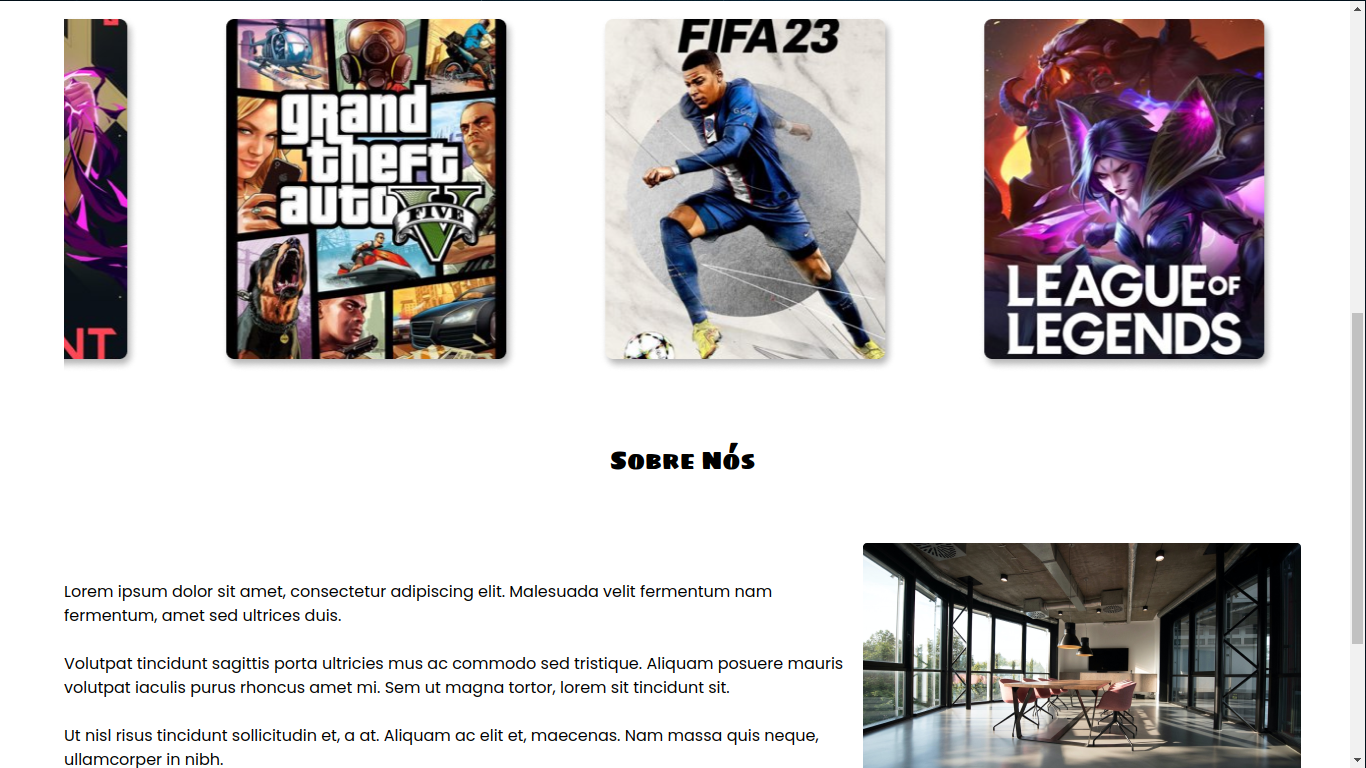 NT
grand
theft
auto
FIVE
V
FIFA 23
LEAGUE OF
LEGENDS
Sobre Nós
Lorem ipsum dolor sit amet, consectetur adipiscing elit. Malesuada velit fermentum nam
fermentum, amet sed ultrices duis.
Volutpat tincidunt sagittis porta ultricies mus ac commodo sed tristique. Aliquam posuere mauris
volutpat iaculis purus rhoncus amet mi. Sem ut magna tortor, lorem sit tincidunt sit.
Ut nisl risus tincidunt sollicitudin et, a at. Aliquam ac elit et, maecenas. Nam massa quis neque,
ullamcorper in nibh.